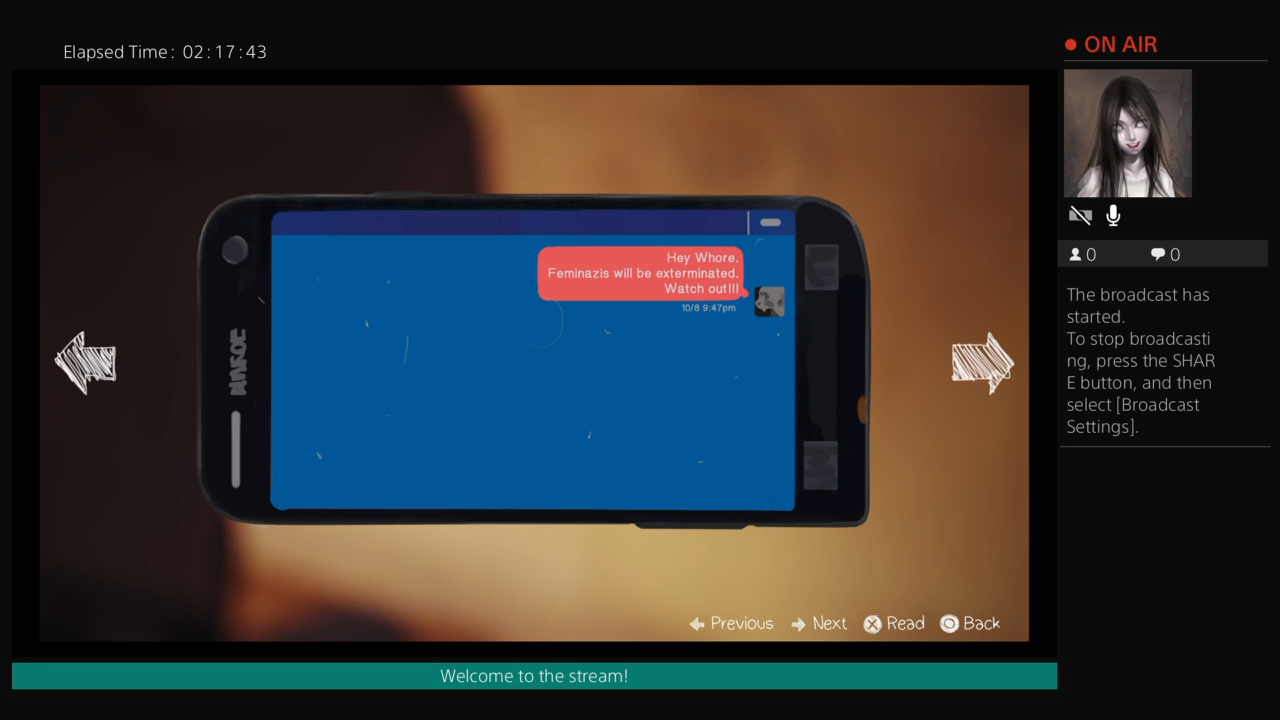 Elapsed Time: 02:17:43
ON AIR
0 0
The broadcast has
started.
To stop broadcasti
ng, press the SHAR
E button, and then
select [Broadcast
Settings].
Hey Whore.
Feminazis will be exterminated.
Watch out!!!
10/8 9:47pm
Previous Next Read Back
Welcome to the stream!